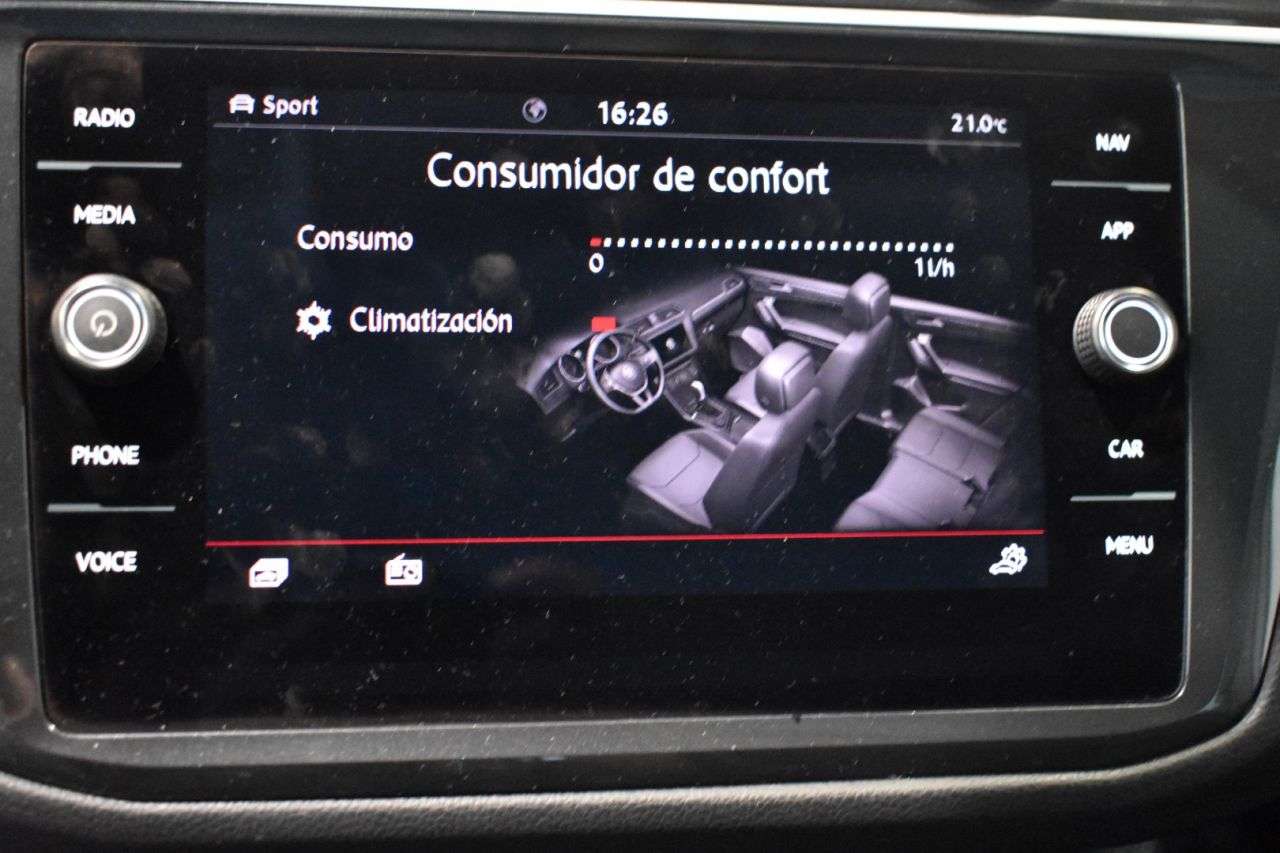 RADIO
MEDIA
PHONE
VOICE
Sport 16:26 21.0°C
Consumidor de confort
Consumo
0 1l/h
Climatización
NAV
APP
CAR
MENU